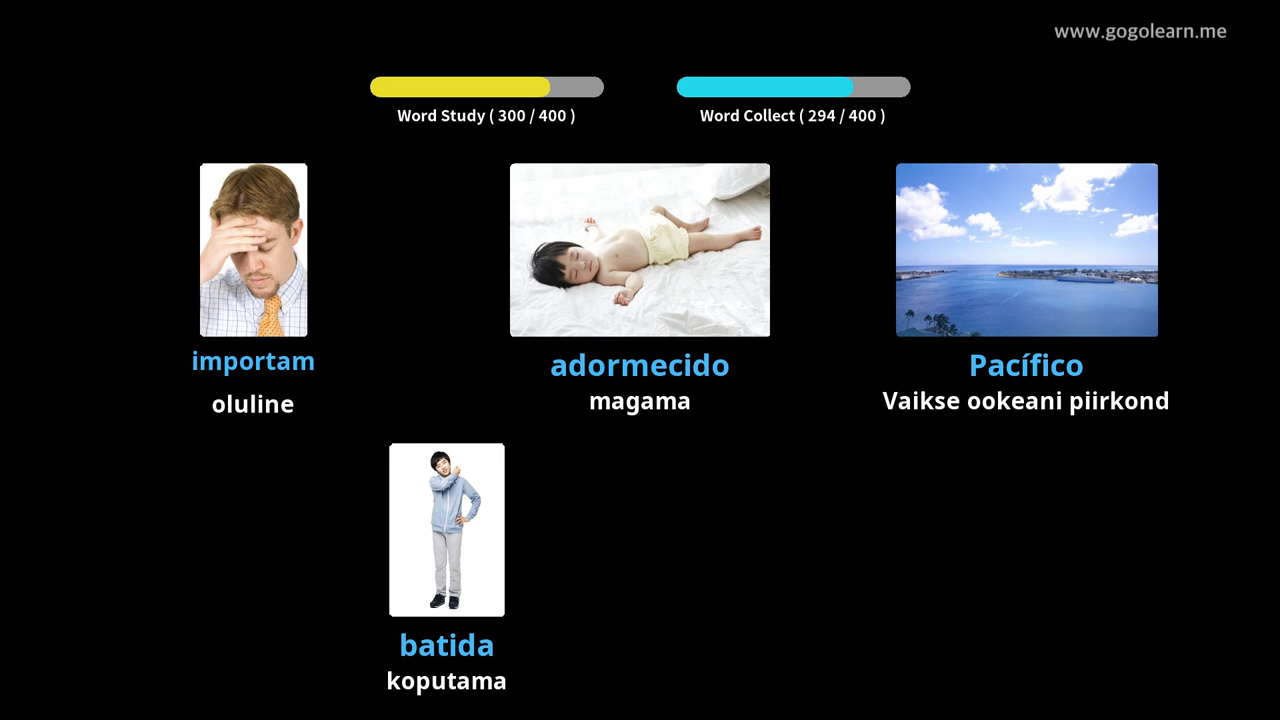 www.gogolearn.me
Word Study ( 300 / 400 )
Word Collect ( 294 / 400 )
importam
oluline
adormecido
magama
Pacífico
Vaikse ookeani piirkond
batida
koputama